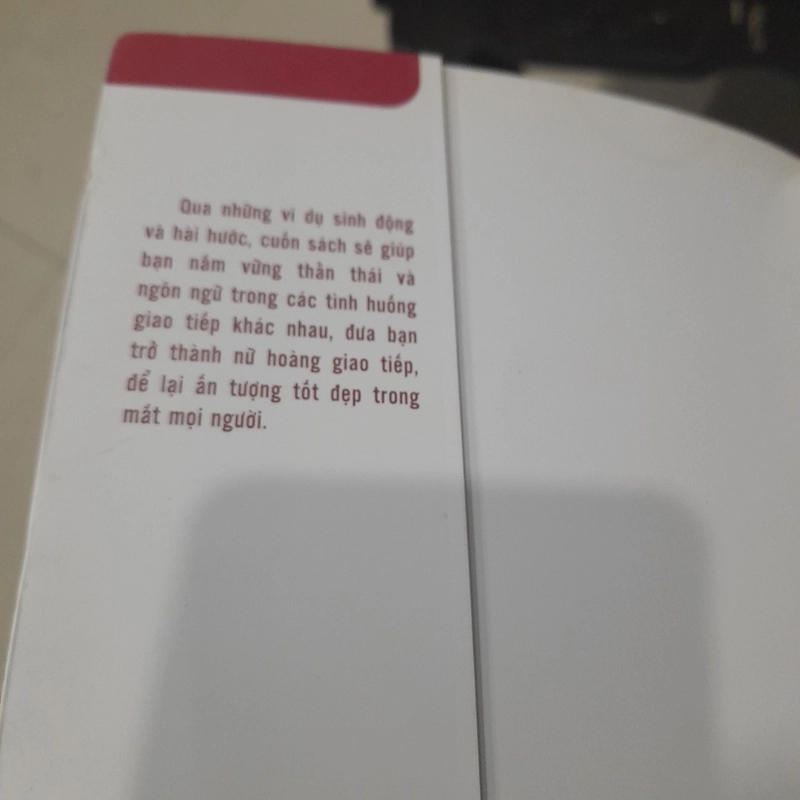 Qua những ví dụ sinh động
và hài hước, cuốn sách sẽ giúp
bạn nắm vững thần thái và
ngôn ngữ trong các tình huống
giao tiếp khác nhau, đưa bạn
trở thành nữ hoàng giao tiếp,
để lại ấn tượng tốt đẹp trong
mắt mọi người.